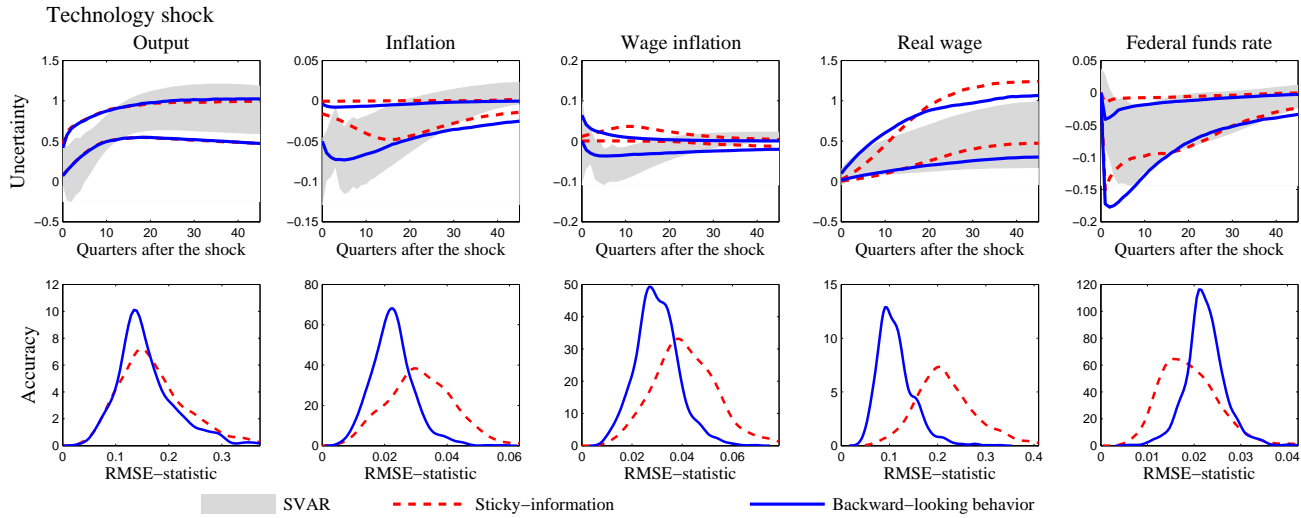 Technology shock
Output Inflation Wage inflation Real wage Federal funds rate
Uncertainty
1.5 1 0.5 0 −0.5
0.1 0.05 0 −0.05 −0.1 −0.13
0.2 0.1 0 −0.1 −0.2
1.5 1 0.5 0 −0.5
0.05 0 −0.05 −0.1 −0.15 −0.2
0 10 20 30 40
0 10 20 30 40
0 10 20 30 40
0 10 20 30 40
0 10 20 30 40
Quarters after the shock Quarters after the shock Quarters after the shock Quarters after the shock Quarters after the shock
Accuracy
12 10 8 6 4 2 0
80 60 40 20 0
50 40 30 20 10 0
15 10 5 0
120 100 80 60 40 20 0
0 0.1 0.2 0.3
0 0.02 0.04 0.06
0 0.02 0.04 0.06
0 0.1 0.2 0.3 0.4
0 0.01 0.02 0.03 0.04
RMSE−statistic RMSE−statistic RMSE−statistic RMSE−statistic RMSE−statistic
SVAR Sticky−information Backward−looking behavior